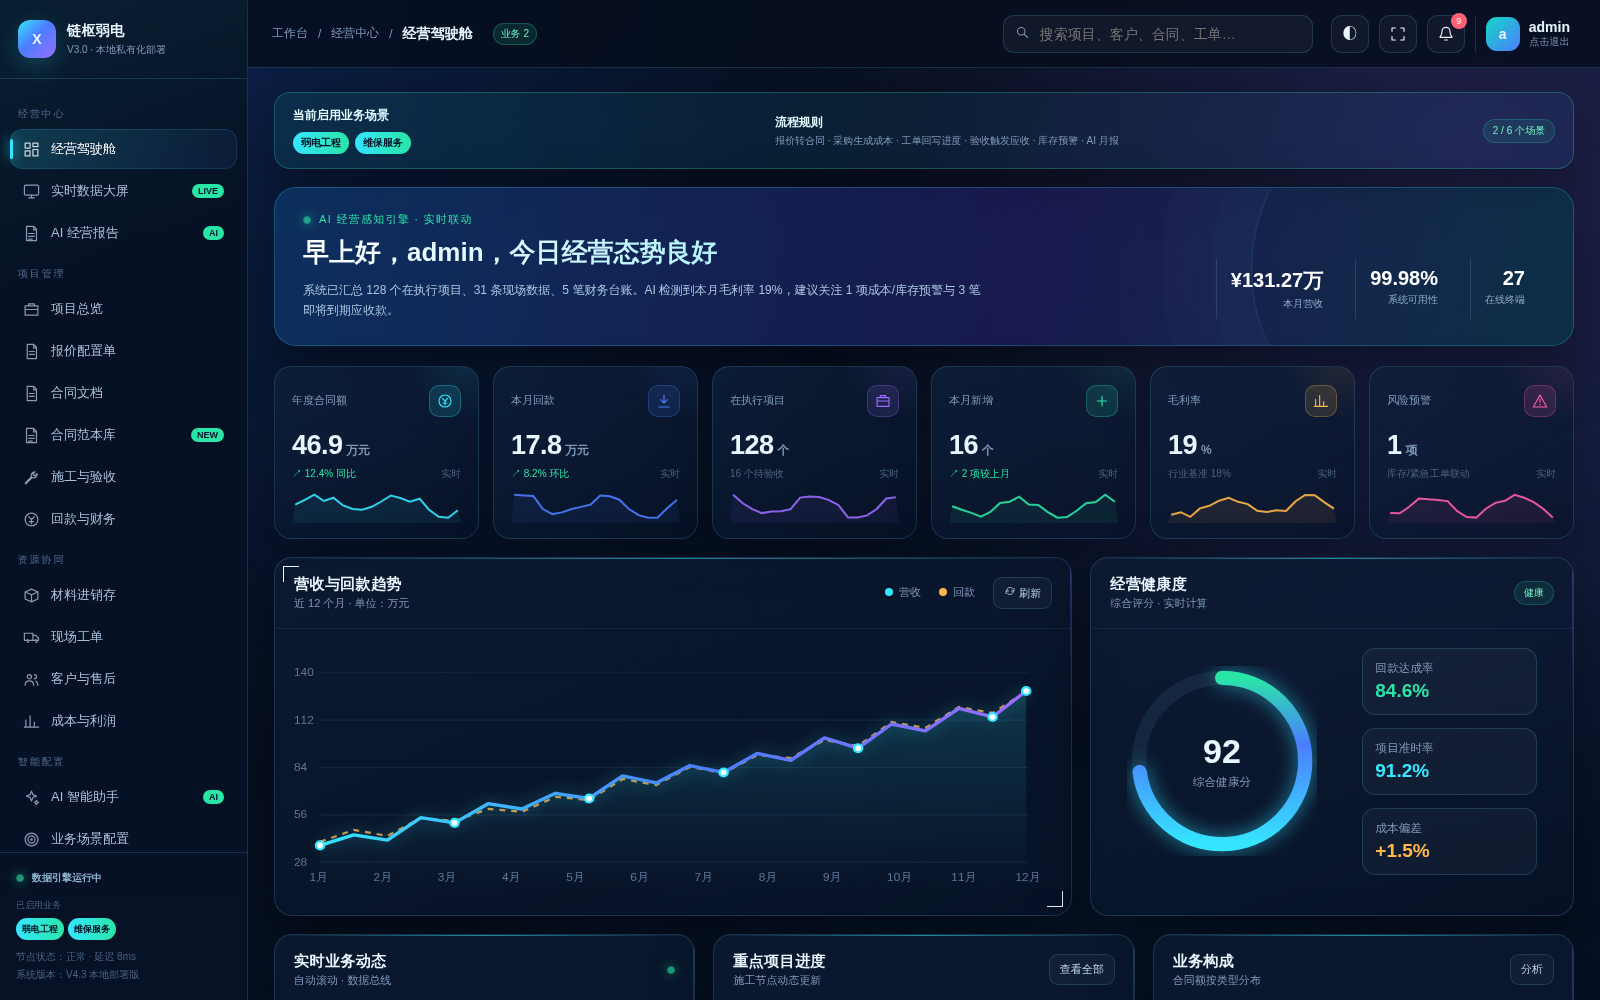 X
链枢弱电
V3.0 · 本地私有化部署
经营中心
经营驾驶舱
实时数据大屏 LIVE
AI 经营报告 AI
项目管理
项目总览
报价配置单
合同文档
合同范本库 NEW
施工与验收
回款与财务
资源协同
材料进销存
现场工单
客户与售后
成本与利润
智能配置
AI 智能助手 AI
业务场景配置
数据引擎运行中
已启用业务
弱电工程 维保服务
节点状态：正常 · 延迟 8ms
系统版本：V4.3 本地部署版
工作台 / 经营中心 / 经营驾驶舱 业务 2
搜索项目、客户、合同、工单…
9
a
admin
点击退出
当前启用业务场景
弱电工程 维保服务
流程规则
报价转合同 · 采购生成成本 · 工单回写进度 · 验收触发应收 · 库存预警 · AI 月报
2 / 6 个场景
AI 经营感知引擎 · 实时联动
早上好，admin，今日经营态势良好
系统已汇总 128 个在执行项目、31 条现场数据、5 笔财务台账。AI 检测到本月毛利率 19%，建议关注 1 项成本/库存预警与 3 笔
即将到期应收款。
¥131.27万
本月营收
99.98%
系统可用性
27
在线终端
年度合同额
46.9 万元
↗ 12.4% 同比 实时
本月回款
17.8 万元
↗ 8.2% 环比 实时
在执行项目
128 个
16 个待验收 实时
本月新增
16 个
↗ 2 项较上月 实时
毛利率
19 %
行业基准 18% 实时
风险预警
1 项
库存/紧急工单联动 实时
营收与回款趋势
近 12 个月 · 单位：万元
营收 回款 刷新
140
112
84
56
28
1月 2月 3月 4月 5月 6月 7月 8月 9月 10月 11月 12月
经营健康度
综合评分 · 实时计算
健康
92
综合健康分
回款达成率
84.6%
项目准时率
91.2%
成本偏差
+1.5%
实时业务动态
自动滚动 · 数据总线
重点项目进度
施工节点动态更新
查看全部
业务构成
合同额按类型分布
分析